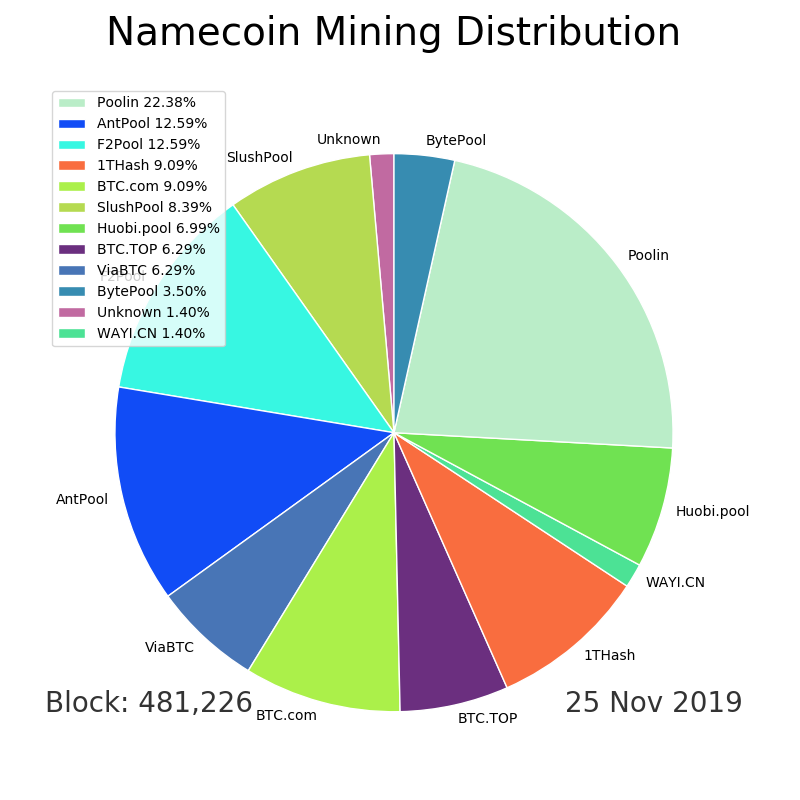 Namecoin Mining Distribution
Poolin 22.38%
AntPool 12.59%
F2Pool 12.59%
1THash 9.09%
BTC.com 9.09%
SlushPool 8.39%
Huobi.pool 6.99%
BTC.TOP 6.29%
ViaBTC 6.29%
BytePool 3.50%
Unknown 1.40%
WAYI.CN 1.40%
Unknown
BytePool
SlushPool
Poolin
F2Pool
AntPool
Huobi.pool
WAYI.CN
ViaBTC
1THash
BTC.com
BTC.TOP
Block: 481,226
25 Nov 2019